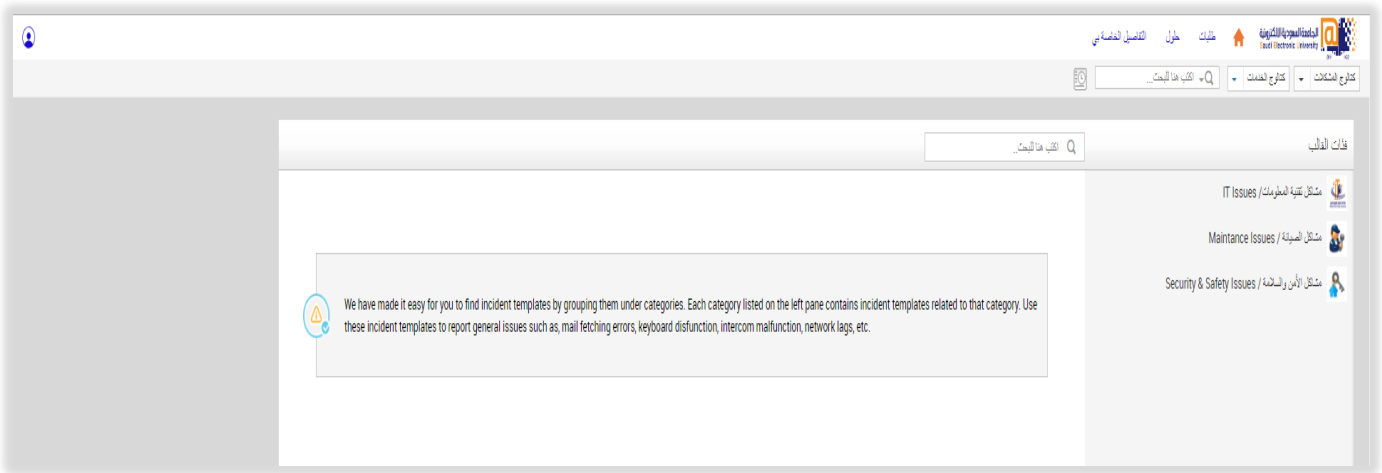 الجامعة السعودية الالكترونية
Saudi Electronic University
طلبات حلول التفاصيل الخاصة بي
كتالوج المشكلات كتالوج الخدمات اكتب هنا للبحث...
فئات القالب
اكتب هنا للبحث...
مشاكل تقنية المعلومات/ IT Issues
مشاكل الصيانة / Maintance Issues
مشاكل الأمن والسلامة / Security & Safety Issues
We have made it easy for you to find incident templates by grouping them under categories. Each category listed on the left pane contains incident templates related to that category. Use
these incident templates to report general issues such as, mail fetching errors, keyboard disfunction, intercom malfunction, network lags, etc.